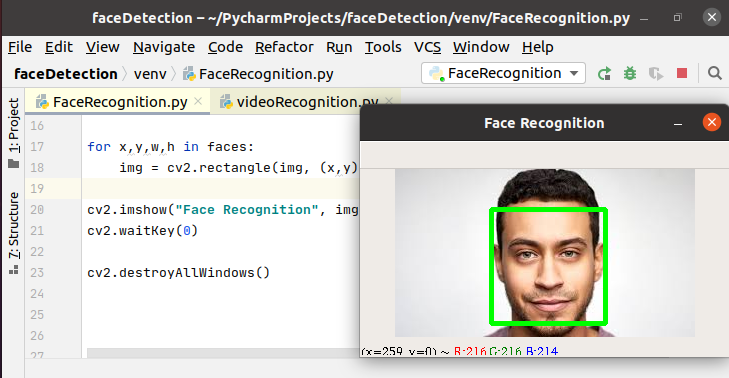 faceDetection – ~/PycharmProjects/faceDetection/venv/FaceRecognition.py
File Edit View Navigate Code Refactor Run Tools VCS Window Help
faceDetection venv FaceRecognition.py FaceRecognition
1: Project
7: Structure
FaceRecognition.py videoRecognition.py
16
17 for x,y,w,h in faces:
18 img = cv2.rectangle(img, (x,y)
19
20 cv2.imshow("Face Recognition", img
21 cv2.waitKey(0)
22
23 cv2.destroyAllWindows()
24
25
26
27
Face Recognition
(x=259, y=0) ~ R:216 G:216 B:214